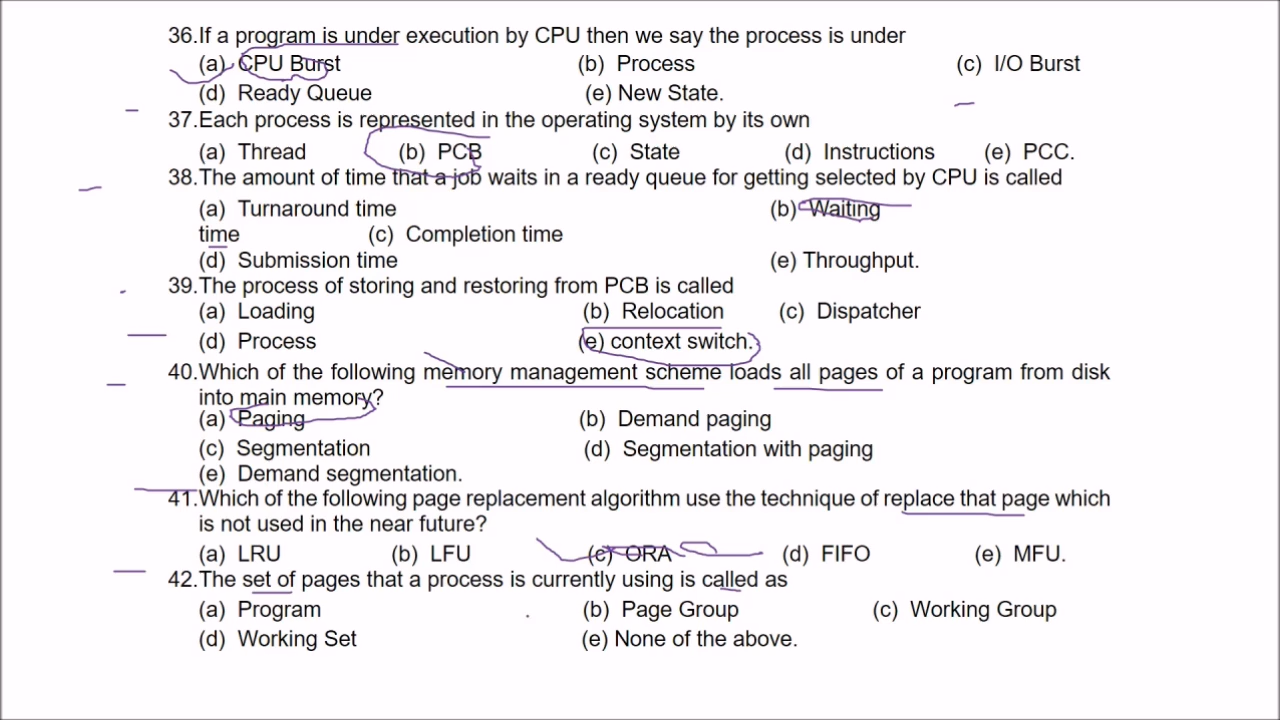 36.If a program is under execution by CPU then we say the process is under
(a) CPU Burst (b) Process (c) I/O Burst
(d) Ready Queue (e) New State.
37.Each process is represented in the operating system by its own
(a) Thread (b) PCB (c) State (d) Instructions (e) PCC.
38.The amount of time that a job waits in a ready queue for getting selected by CPU is called
(a) Turnaround time (b) Waiting
time (c) Completion time
(d) Submission time (e) Throughput.
39.The process of storing and restoring from PCB is called
(a) Loading (b) Relocation (c) Dispatcher
(d) Process (e) context switch.
40.Which of the following memory management scheme loads all pages of a program from disk
into main memory?
(a) Paging (b) Demand paging
(c) Segmentation (d) Segmentation with paging
(e) Demand segmentation.
41.Which of the following page replacement algorithm use the technique of replace that page which
is not used in the near future?
(a) LRU (b) LFU (c) ORA (d) FIFO (e) MFU.
42.The set of pages that a process is currently using is called as
(a) Program (b) Page Group (c) Working Group
(d) Working Set (e) None of the above.